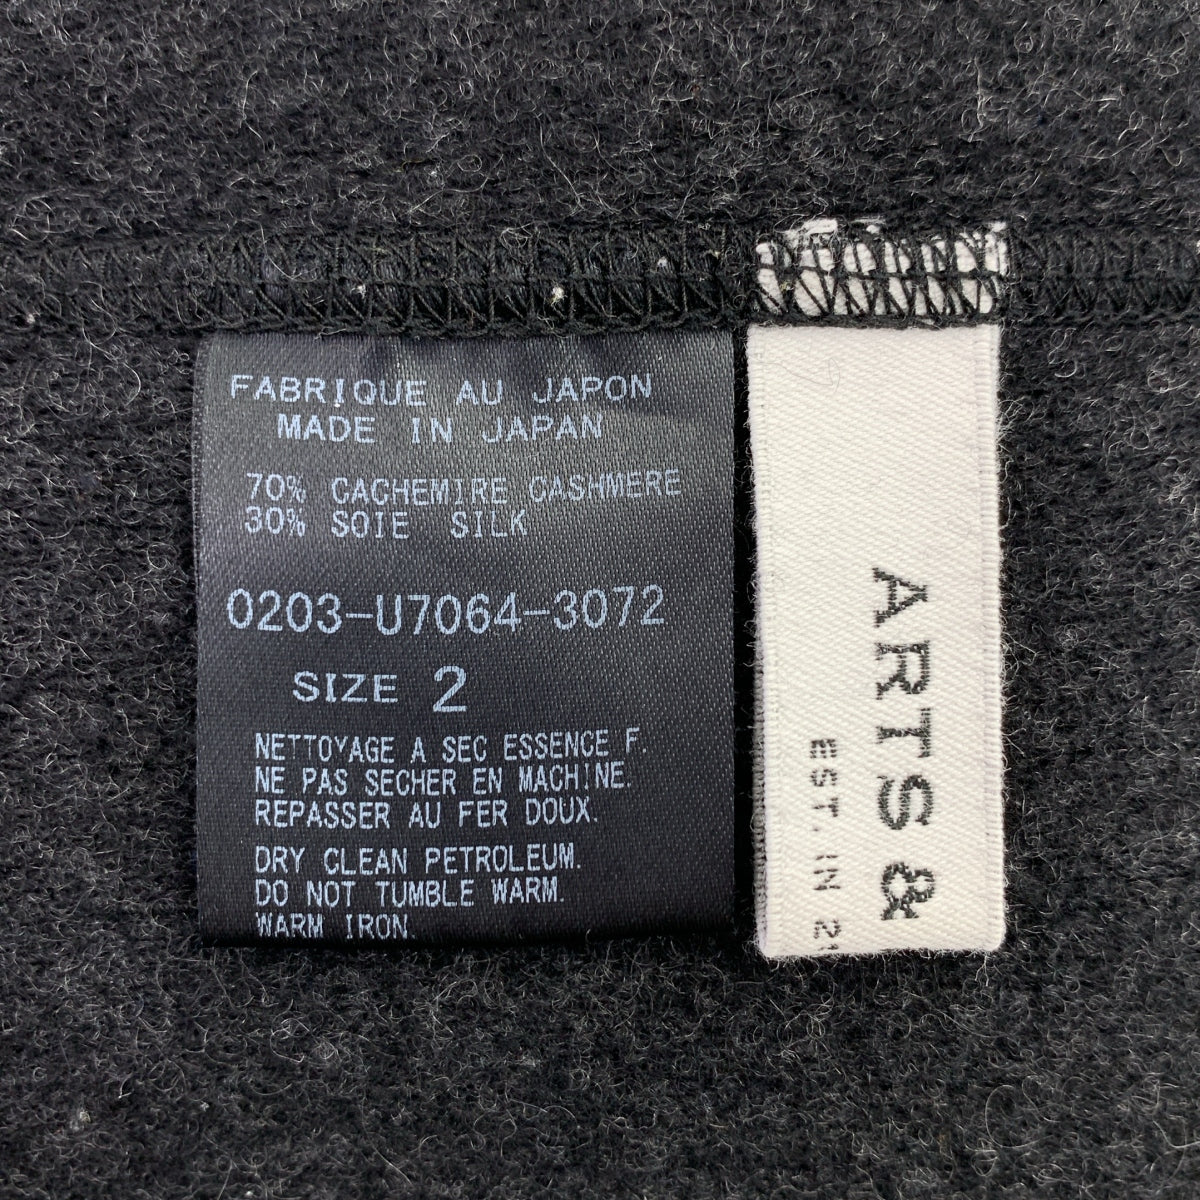 FABRIQUE AU JAPON
MADE IN JAPAN
70% CACHEMIRE CASHMERE
30% SOIE SILK
0203-U7064-3072
SIZE 2
NETTOYAGE A SEC ESSENCE F.
NE PAS SECHER EN MACHINE.
REPASSER AU FER DOUX.
DRY CLEAN PETROLEUM.
DO NOT TUMBLE WARM.
WARM IRON.
ARTS &
EST. IN 2